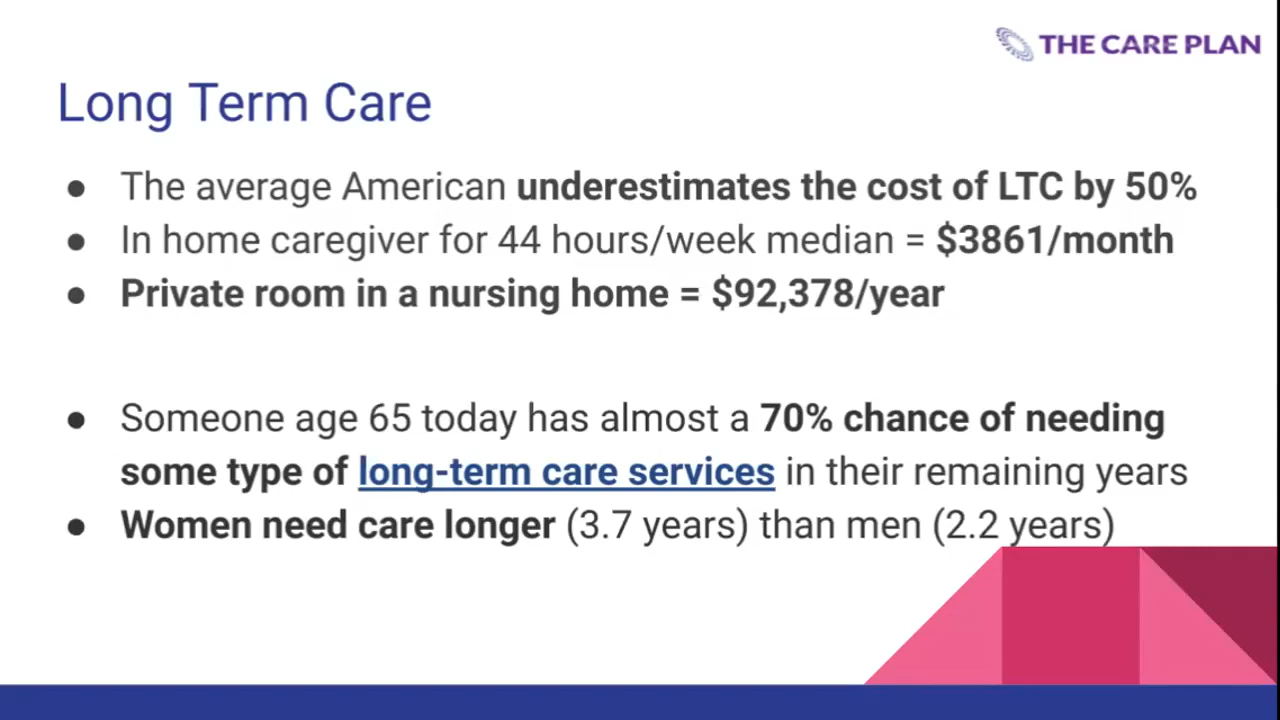 THE CARE PLAN
Long Term Care
● The average American underestimates the cost of LTC by 50%
● In home caregiver for 44 hours/week median = $3861/month
● Private room in a nursing home = $92,378/year
● Someone age 65 today has almost a 70% chance of needing
some type of long-term care services in their remaining years
● Women need care longer (3.7 years) than men (2.2 years)